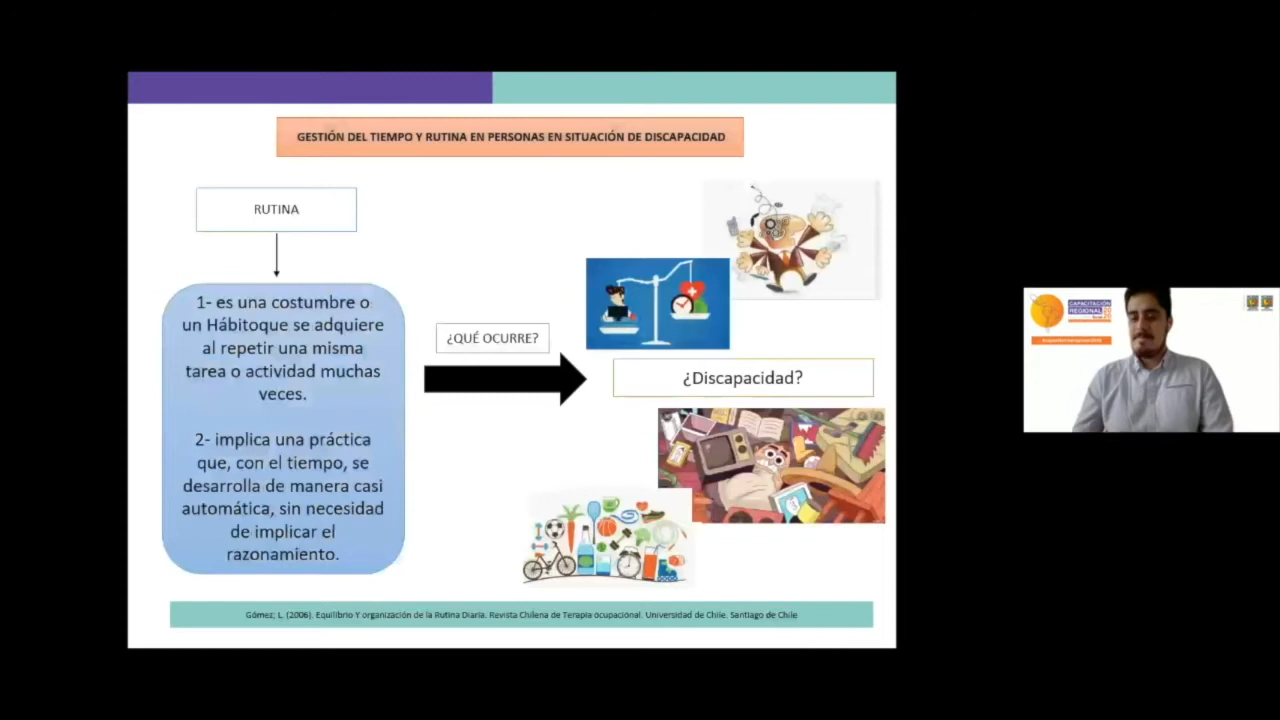 GESTIÓN DEL TIEMPO Y RUTINA EN PERSONAS EN SITUACIÓN DE DISCAPACIDAD
RUTINA
1- es una costumbre o
un Hábitoque se adquiere
al repetir una misma
tarea o actividad muchas
veces.
2- implica una práctica
que, con el tiempo, se
desarrolla de manera casi
automática, sin necesidad
de implicar el
razonamiento.
¿QUÉ OCURRE?
¿Discapacidad?
Gómez; L. (2006). Equilibrio Y organización de la Rutina Diaria. Revista Chilena de Terapia ocupacional. Universidad de Chile. Santiago de Chile
CAPACITACIÓN
REGIONAL